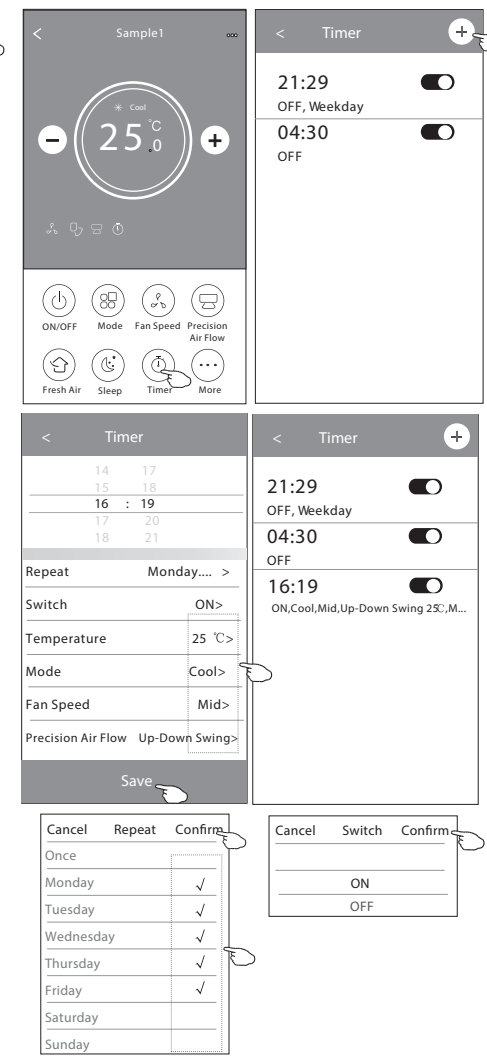 Sample1
Cool
25.0 ℃
ON/OFF
Mode
Fan Speed
Precision
Air Flow
Fresh Air
Sleep
Timer
More
< Timer +
21:29
OFF, Weekday
04:30
OFF
< Timer
14 17
15 18
16 : 19
17 20
18 21
Repeat Monday.... >
Switch ON>
Temperature 25 ℃>
Mode Cool>
Fan Speed Mid>
Precision Air Flow Up-Down Swing>
Save
< Timer +
21:29
OFF, Weekday
04:30
OFF
16:19
ON,Cool,Mid,Up-Down Swing 25℃,M...
Cancel Repeat Confirm
Once
Monday √
Tuesday √
Wednesday √
Thursday √
Friday √
Saturday
Sunday
Cancel Switch Confirm
ON
OFF